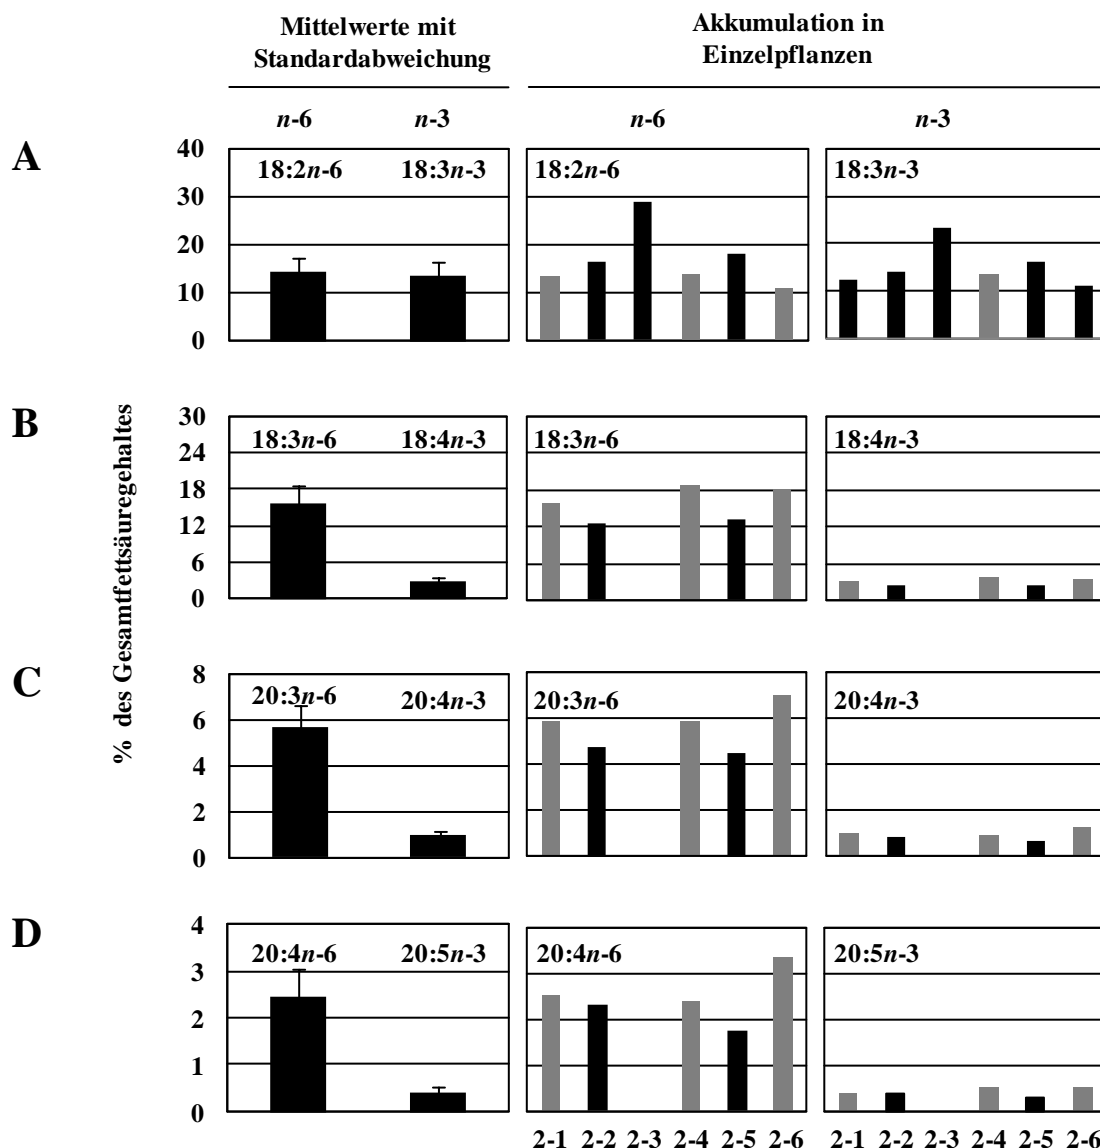 Mittelwerte mit
Standardabweichung
Akkumulation in
Einzelpflanzen
n-6 n-3 n-6 n-3
A
40
30
20
10
0
18:2n-6 18:3n-3 18:2n-6 18:3n-3
B
30
24
18
12
6
0
18:3n-6 18:4n-3 18:3n-6 18:4n-3
% des Gesamtfettsäuregehaltes
C
8
6
4
2
0
20:3n-6 20:4n-3 20:3n-6 20:4n-3
D
4
3
2
1
0
20:4n-6 20:5n-3 20:4n-6 20:5n-3
2-1 2-2 2-3 2-4 2-5 2-6 2-1 2-2 2-3 2-4 2-5 2-6